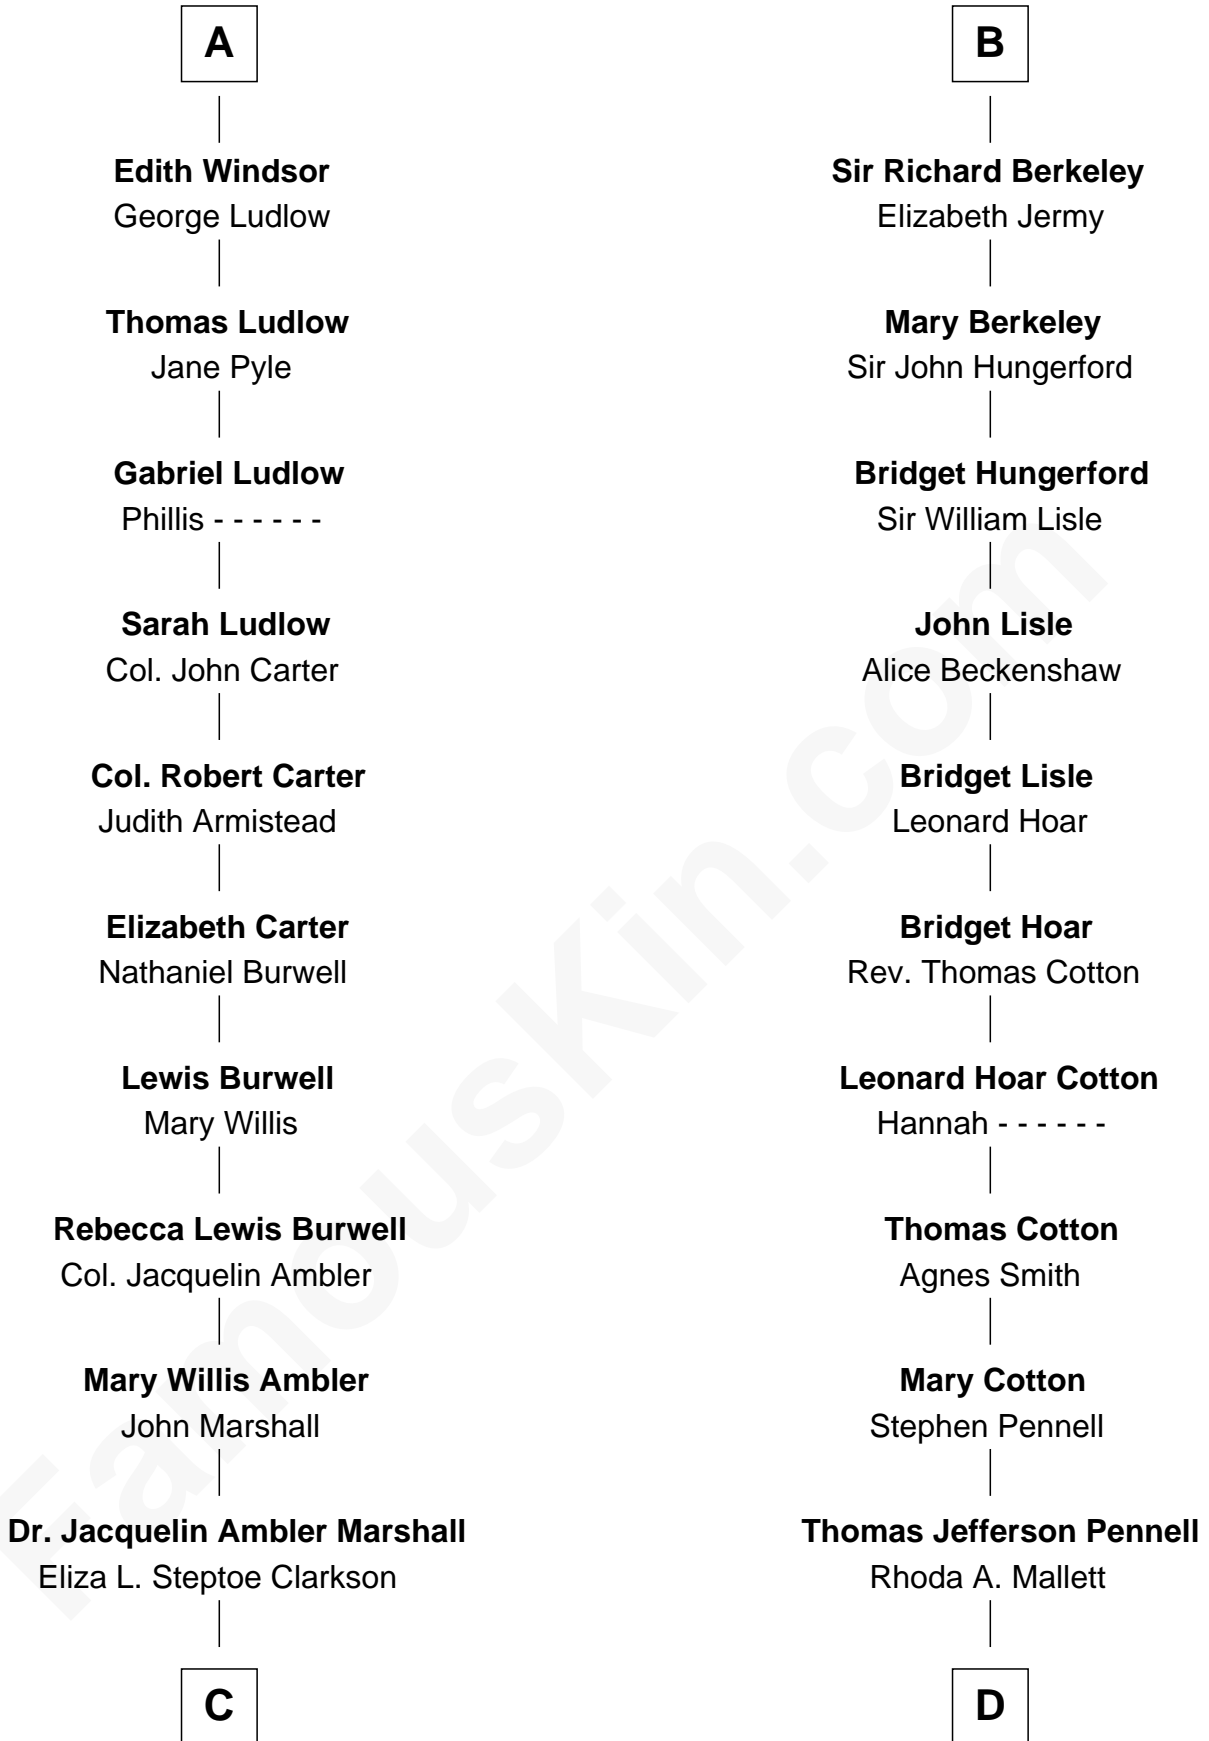 A
Edith Windsor
George Ludlow
Thomas Ludlow
Jane Pyle
Gabriel Ludlow
Phillis - - - - - -
Sarah Ludlow
Col. John Carter
Col. Robert Carter
Judith Armistead
Elizabeth Carter
Nathaniel Burwell
Lewis Burwell
Mary Willis
Rebecca Lewis Burwell
Col. Jacquelin Ambler
Mary Willis Ambler
John Marshall
Dr. Jacquelin Ambler Marshall
Eliza L. Steptoe Clarkson
C
B
Sir Richard Berkeley
Elizabeth Jermy
Mary Berkeley
Sir John Hungerford
Bridget Hungerford
Sir William Lisle
John Lisle
Alice Beckenshaw
Bridget Lisle
Leonard Hoar
Bridget Hoar
Rev. Thomas Cotton
Leonard Hoar Cotton
Hannah - - - - - -
Thomas Cotton
Agnes Smith
Mary Cotton
Stephen Pennell
Thomas Jefferson Pennell
Rhoda A. Mallett
D
FamousKin.com